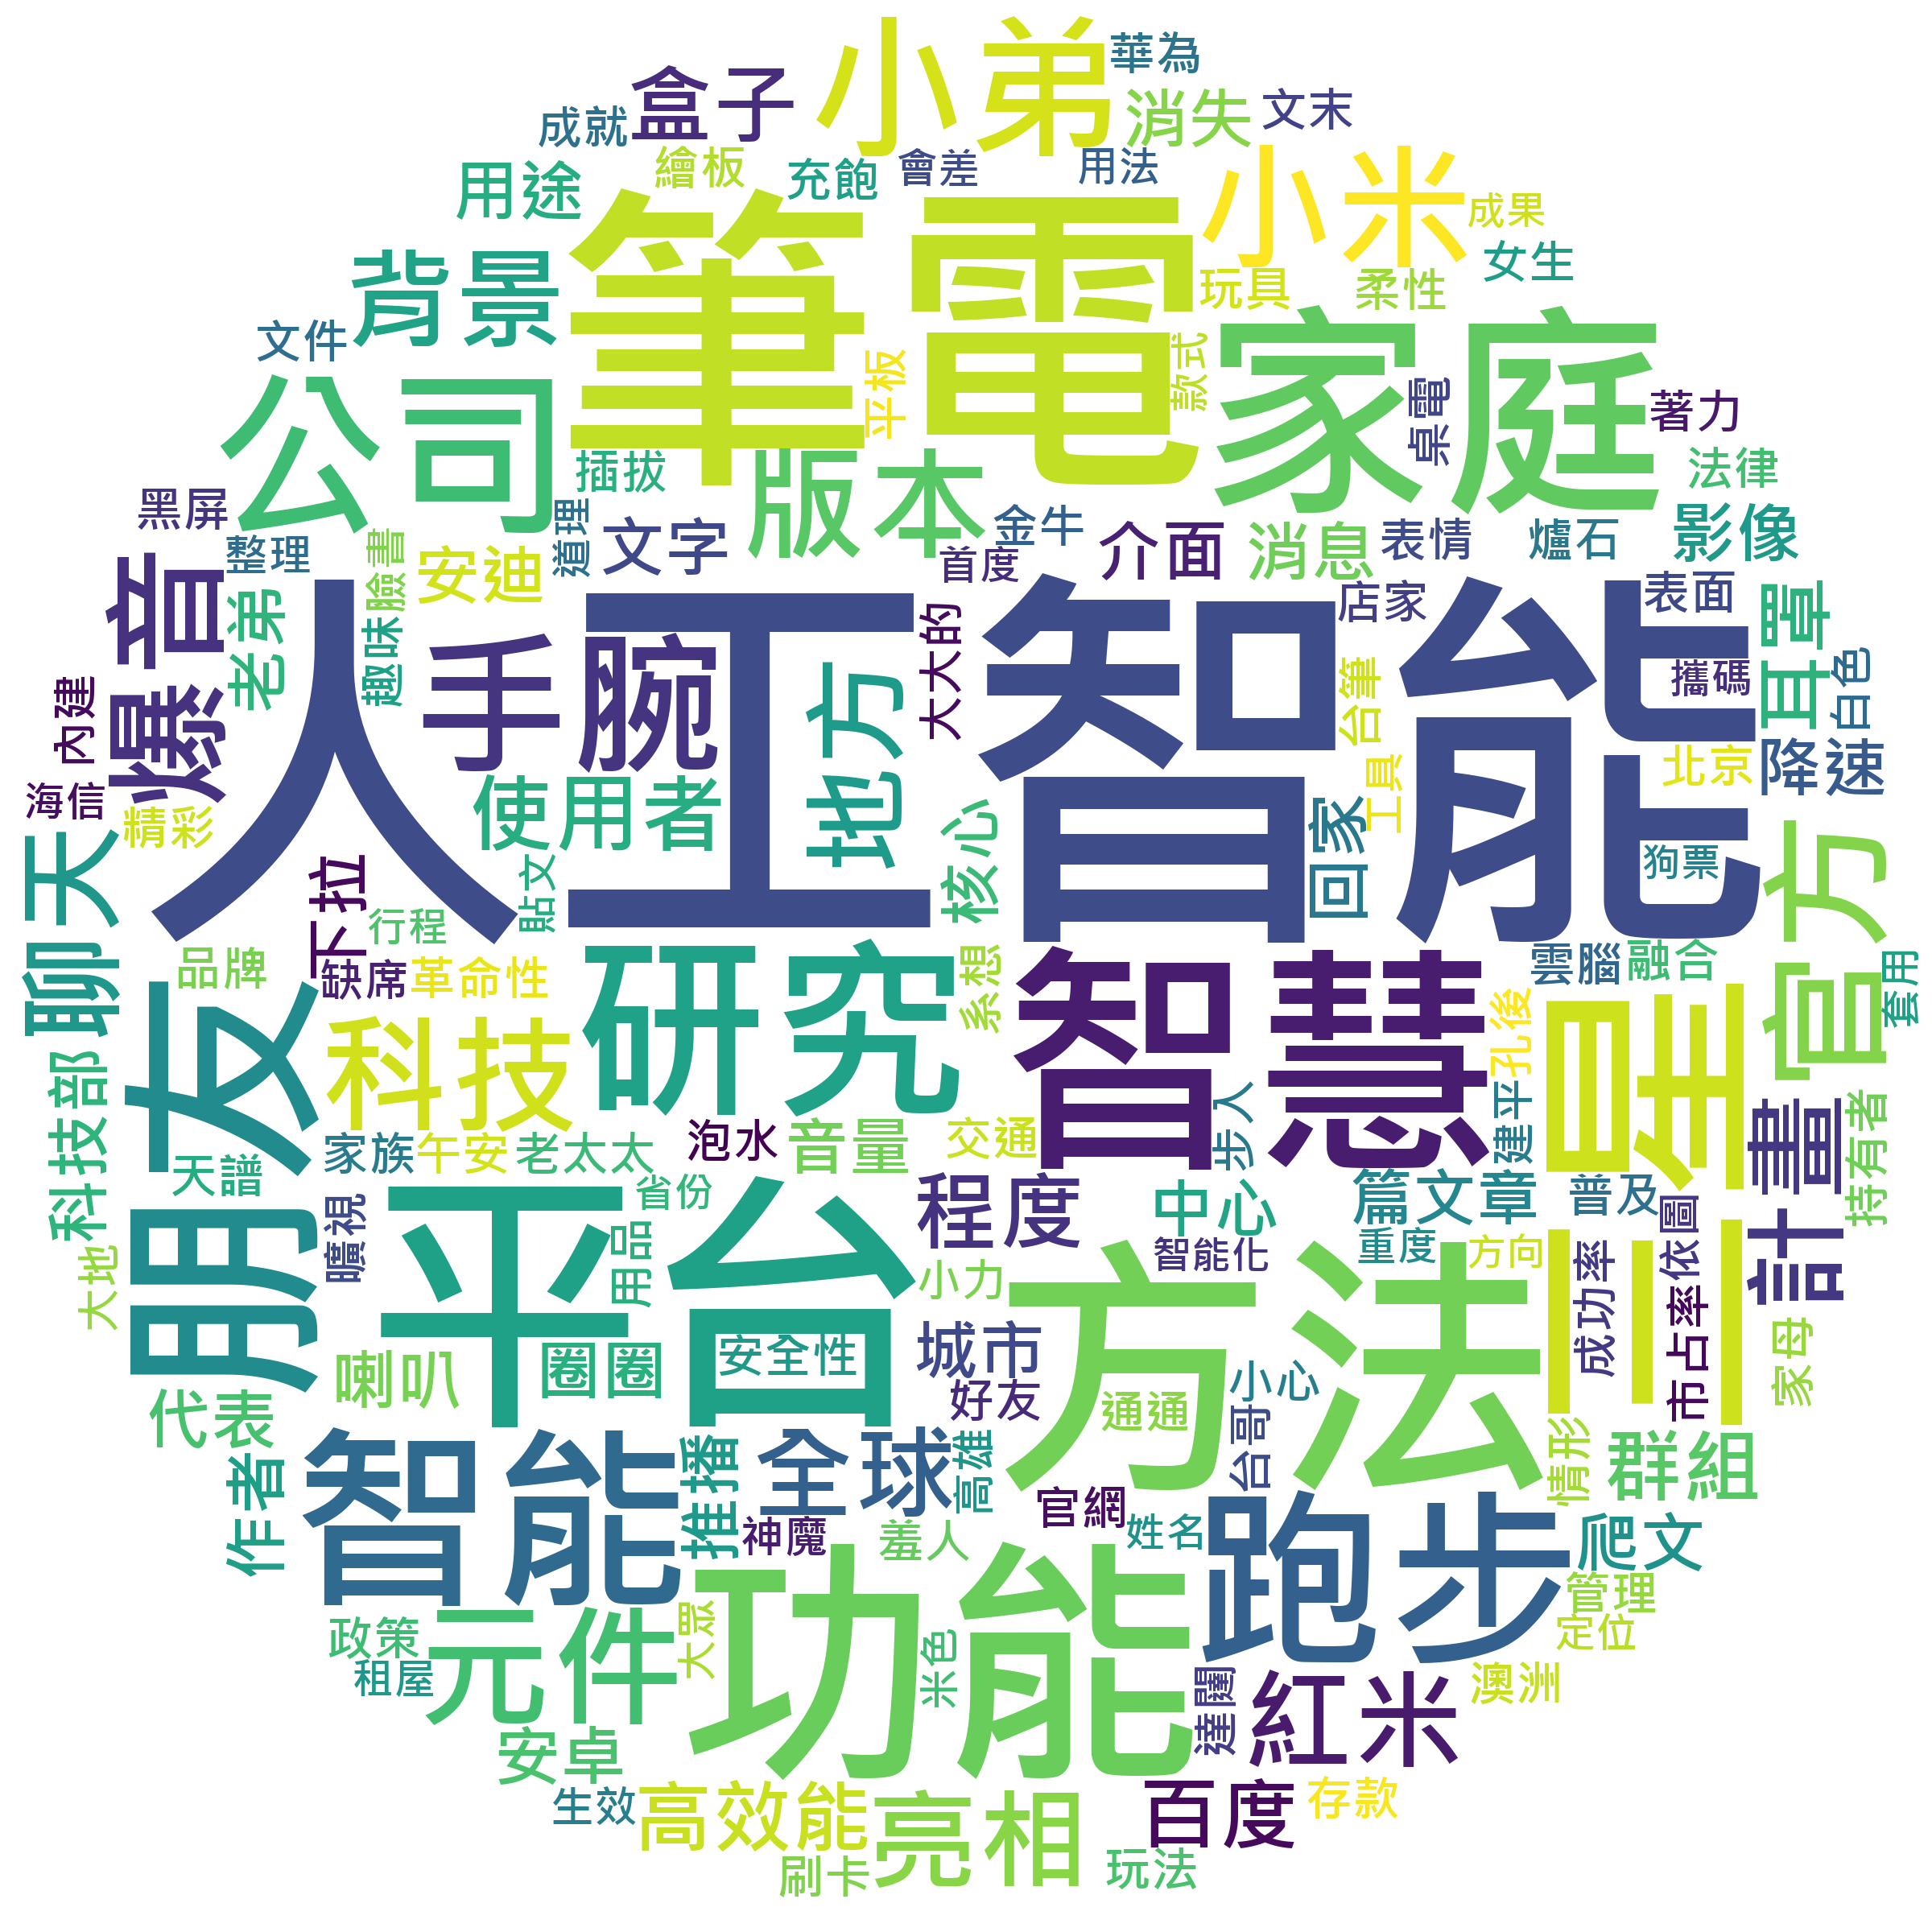 小弟
華為
盒子
消失
文末
成就
繪板
充飽
會差
用法
小米
用途
成果
筆電
女生
玩具
柔性
背景
家庭
文件
平板
款式
公司
桌電
著力
插拔
版本
法律
黑屏
道理
文字
金牛
介面
消息
表情
爐石
影像
整理
臉書
安迪
首度
爆音
老弟
人工智能
店家
表面
耳罩
趣味
手腕
地方
太太的
台筆
攜碼
白色
內建
海信
精彩
使用者
核心
回家
工具
北京
降速
聊天
下拉
貼文
狗票
官方
行程
品牌
缺席
革命性
研究
系想
智慧
雲腦
融合
套用
朋友
科技
孔後
三星
科技部
步人
建平
計畫
持有者
家族
午安
老太太
泡水
音量
交通
天譜
曠視
平台
省份
程度
中心
篇文章
普及
依圖
太地
用品
小力
智能化
重度
方向
成功率
市占率
喇叭
圈圈
安全性
城市
方法
家母
代表
好友
通通
小心
台哥
智能
推播
全球
高雄
情形
群組
作者
神魔
羞人
官網
姓名
跑步
爬文
功能
管理
政策
元件
大眾
米色
定位
租屋
達闥
紅米
澳洲
安卓
生效
高效能
亮相
百度
存款
刷卡
玩法